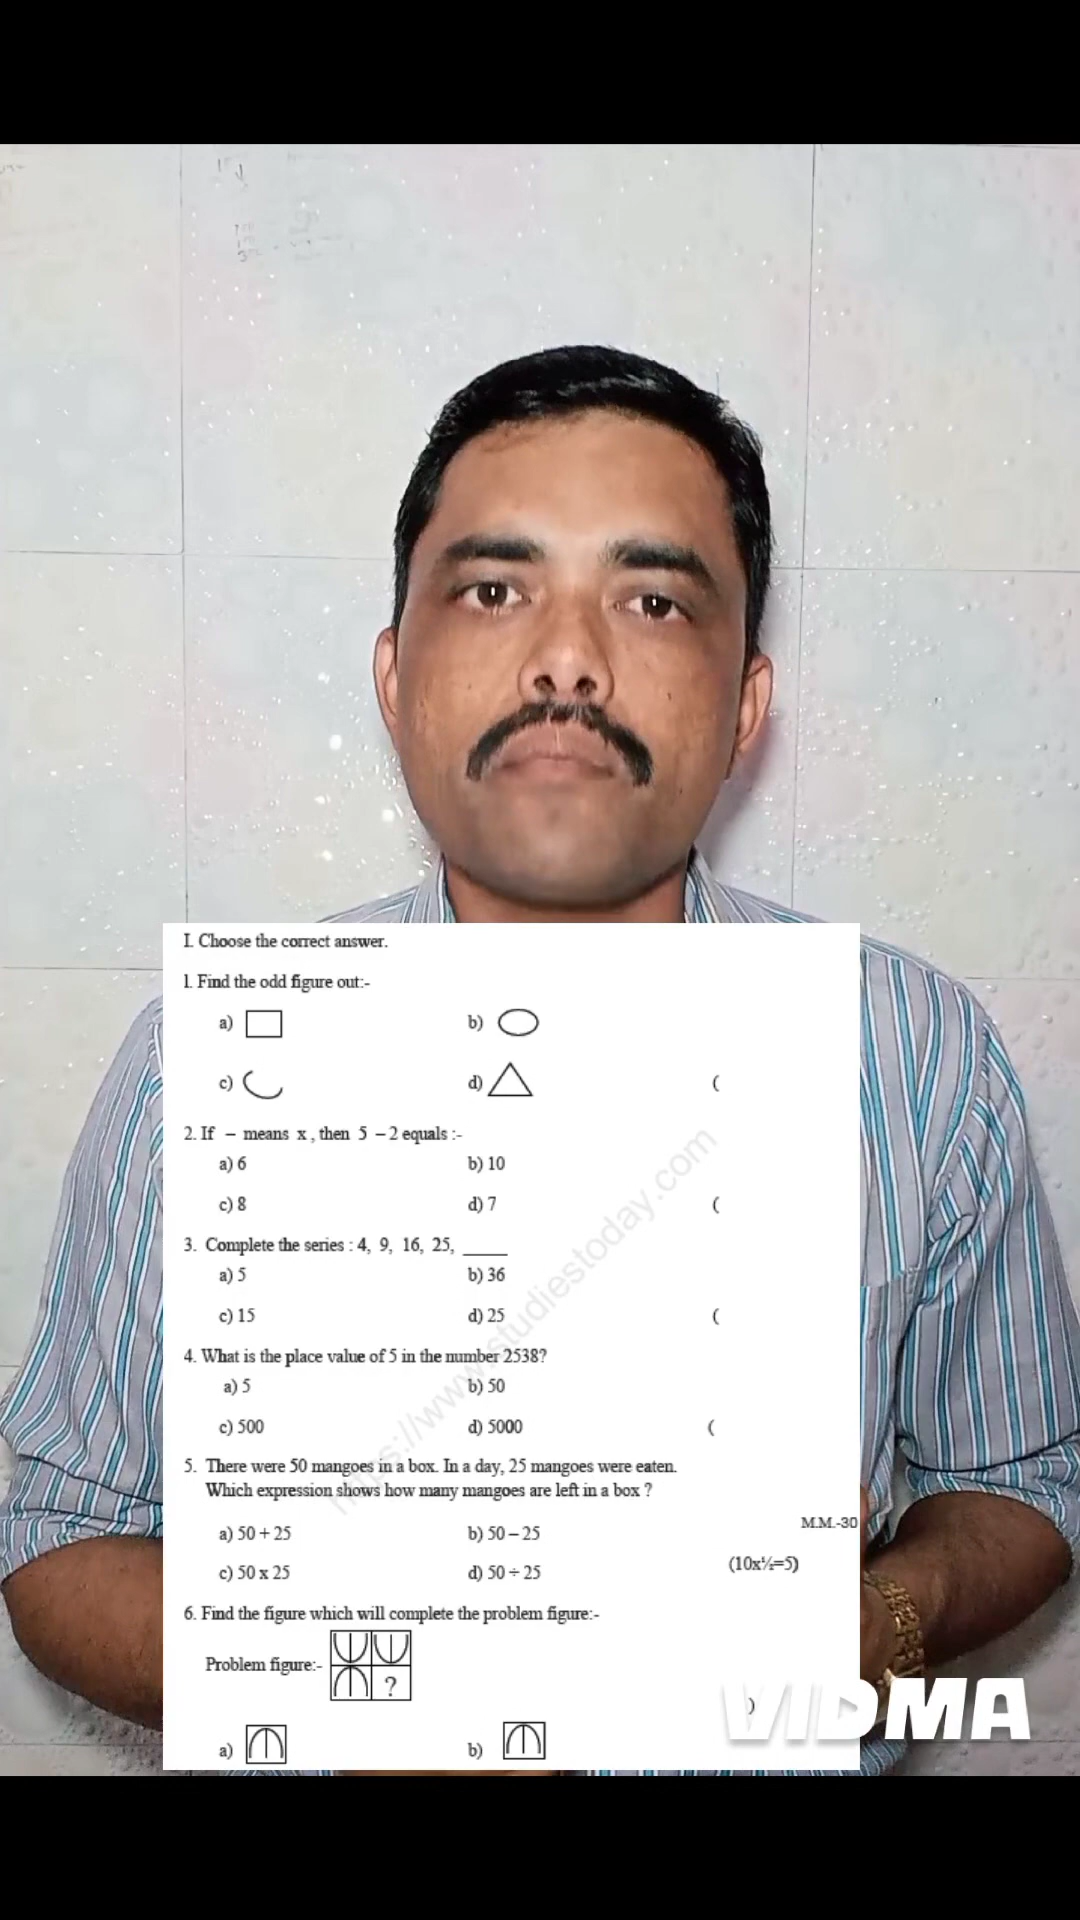 I. Choose the correct answer.
1. Find the odd figure out:-
a) b)
c) d) (
2. If – means x , then 5 – 2 equals :-
a) 6 b) 10
c) 8 d) 7 (
3. Complete the series : 4, 9, 16, 25, _____
a) 5 b) 36
c) 15 d) 25 (
4. What is the place value of 5 in the number 2538?
a) 5 b) 50
c) 500 d) 5000 (
5. There were 50 mangoes in a box. In a day, 25 mangoes were eaten.
Which expression shows how many mangoes are left in a box ?
M.M.-30
a) 50 + 25 b) 50 – 25
(10x½=5)
c) 50 x 25 d) 50 ÷ 25
6. Find the figure which will complete the problem figure:-
Problem figure:- ?
)
a) b)
https://www.studiestoday.com
VIDMA